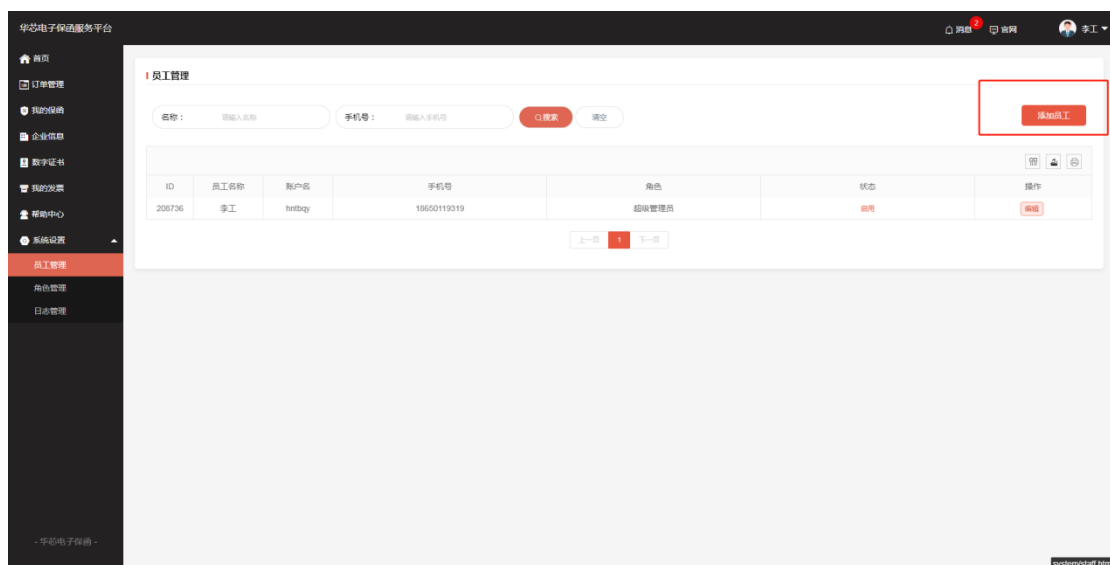 华芯电子保函服务平台
消息 2 官网 李工
首页
订单管理
我的保函
企业信息
数字证书
我的发票
帮助中心
系统设置
员工管理
角色管理
日志管理
- 华芯电子保函 -
员工管理
名称： 请输入名称 手机号： 请输入手机号 搜索 清空 添加员工
ID 员工名称 账户名 手机号 角色 状态 操作
206736 李工 hntbqy 18650119319 超级管理员 启用 编辑
上一页 1 下一页
system/staff.htm